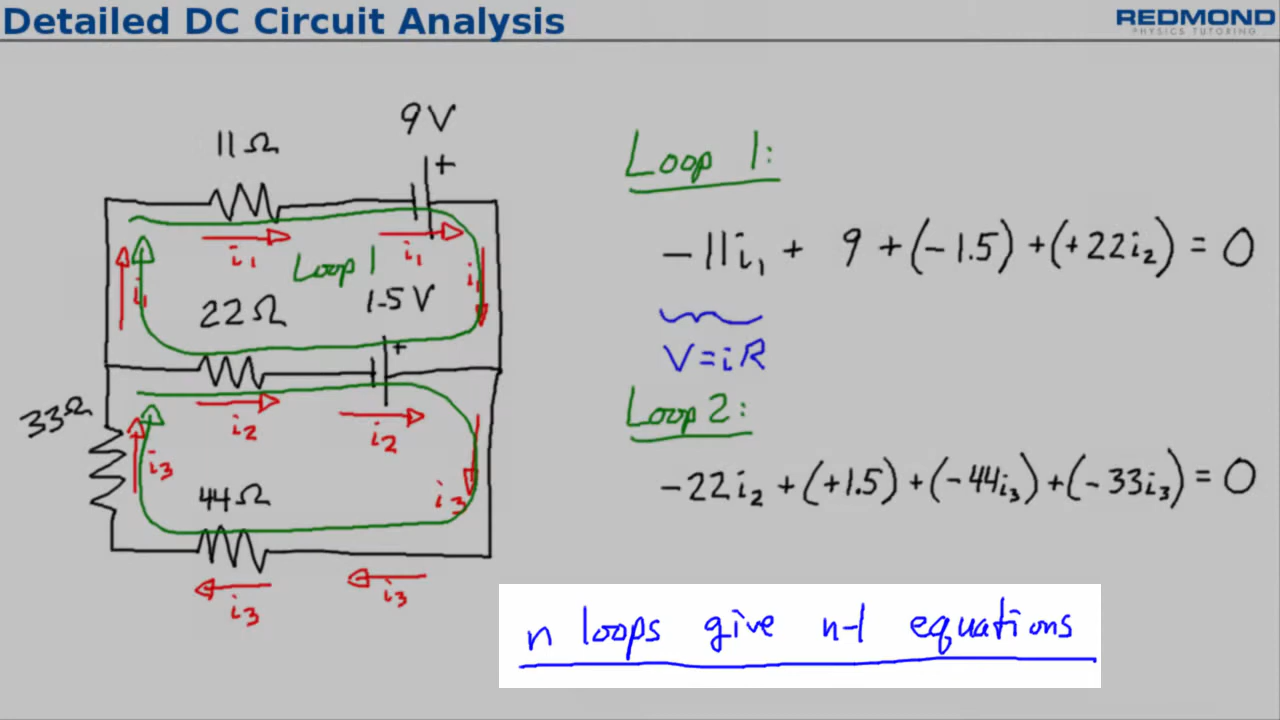 Detailed DC Circuit Analysis
REDMOND
PHYSICS TUTORING
9V
11Ω
+
i₁
i₁
i₁
i₁
Loop 1
22Ω
1.5V
+
i₂
i₂
33Ω
i₃
i₃
44Ω
i₃
i₃
Loop 1:
-11i₁ + 9 + (-1.5) + (+22i₂) = 0
V = iR
Loop 2:
-22i₂ + (+1.5) + (-44i₃) + (-33i₃) = 0
n loops give n-1 equations